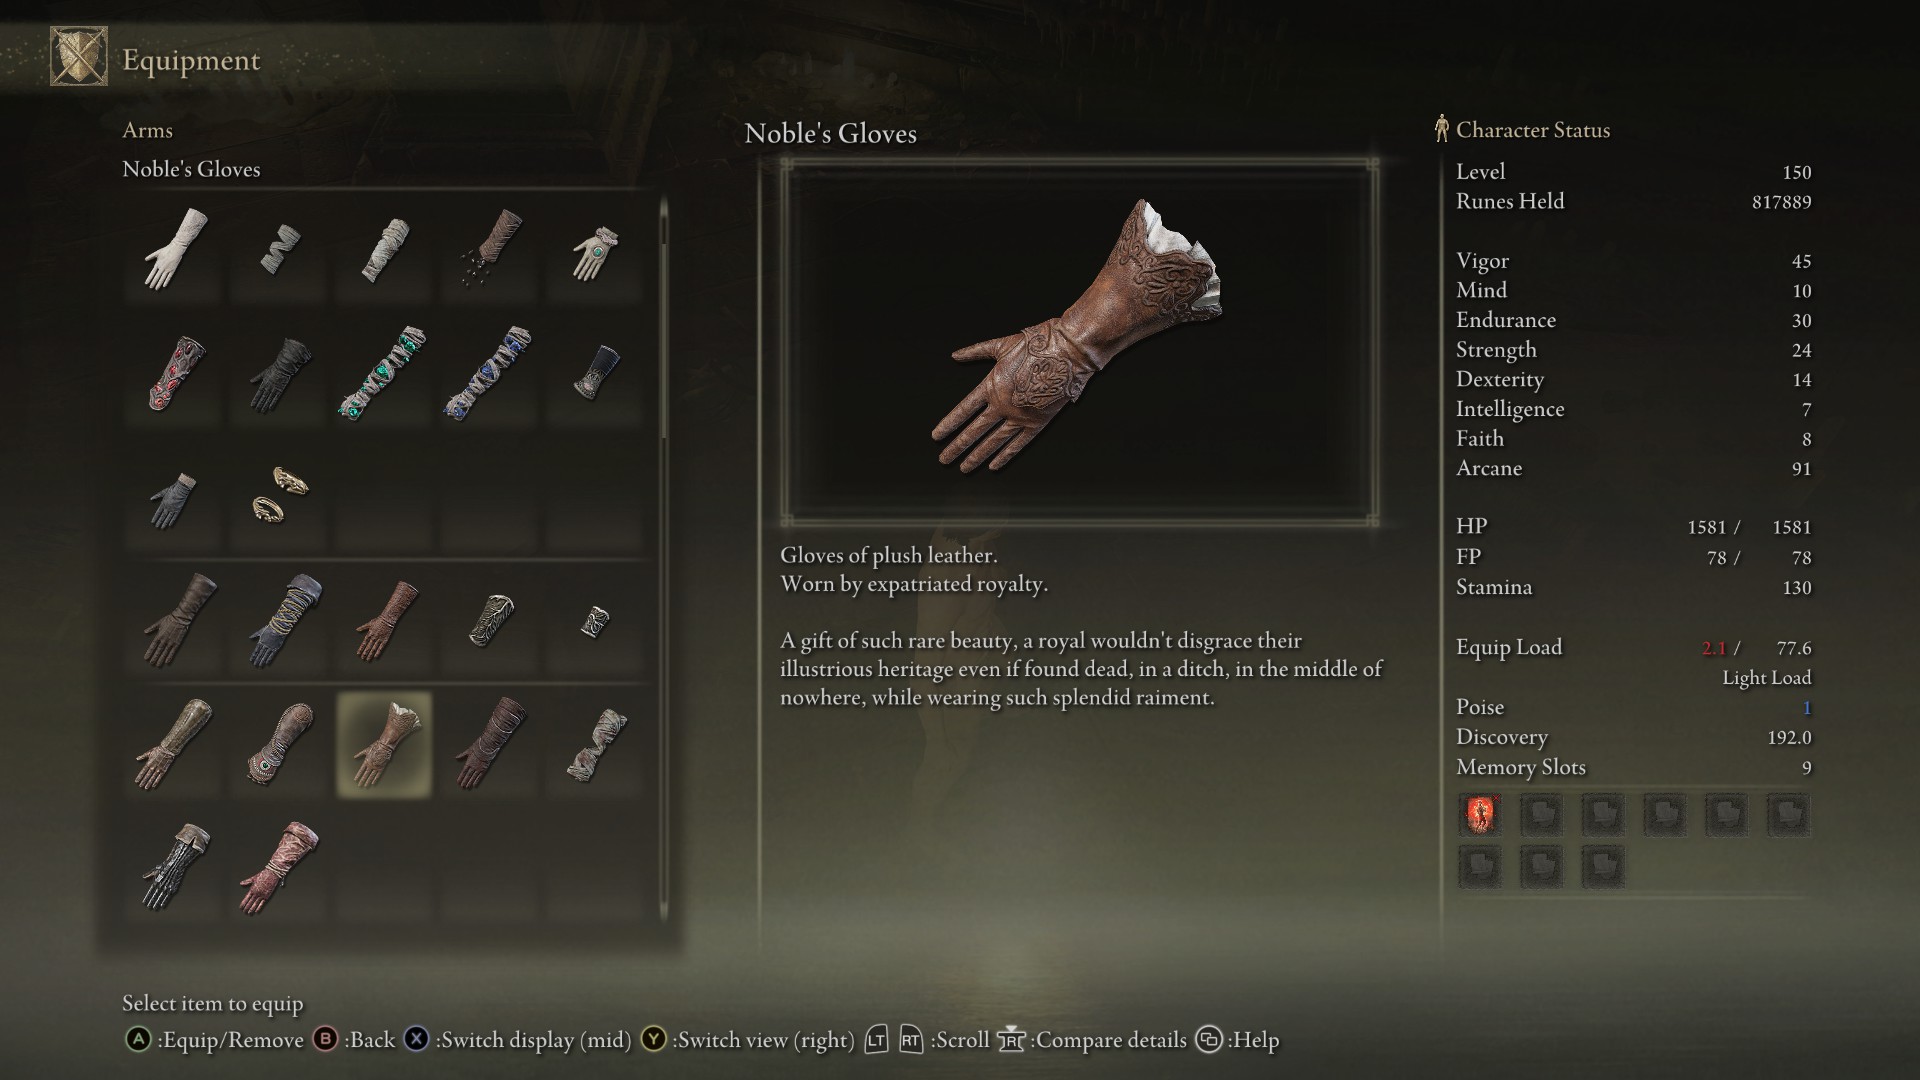 Equipment
Arms
Noble's Gloves
Noble's Gloves
Gloves of plush leather.
Worn by expatriated royalty.
A gift of such rare beauty, a royal wouldn't disgrace their
illustrious heritage even if found dead, in a ditch, in the middle of
nowhere, while wearing such splendid raiment.
Character Status
Level 150
Runes Held 817889
Vigor 45
Mind 10
Endurance 30
Strength 24
Dexterity 14
Intelligence 7
Faith 8
Arcane 91
HP 1581 / 1581
FP 78 / 78
Stamina 130
Equip Load 2.1 / 77.6
Light Load
Poise 1
Discovery 192.0
Memory Slots 9
Select item to equip
A :Equip/Remove B :Back X :Switch display (mid) Y :Switch view (right) LT RT :Scroll R :Compare details :Help